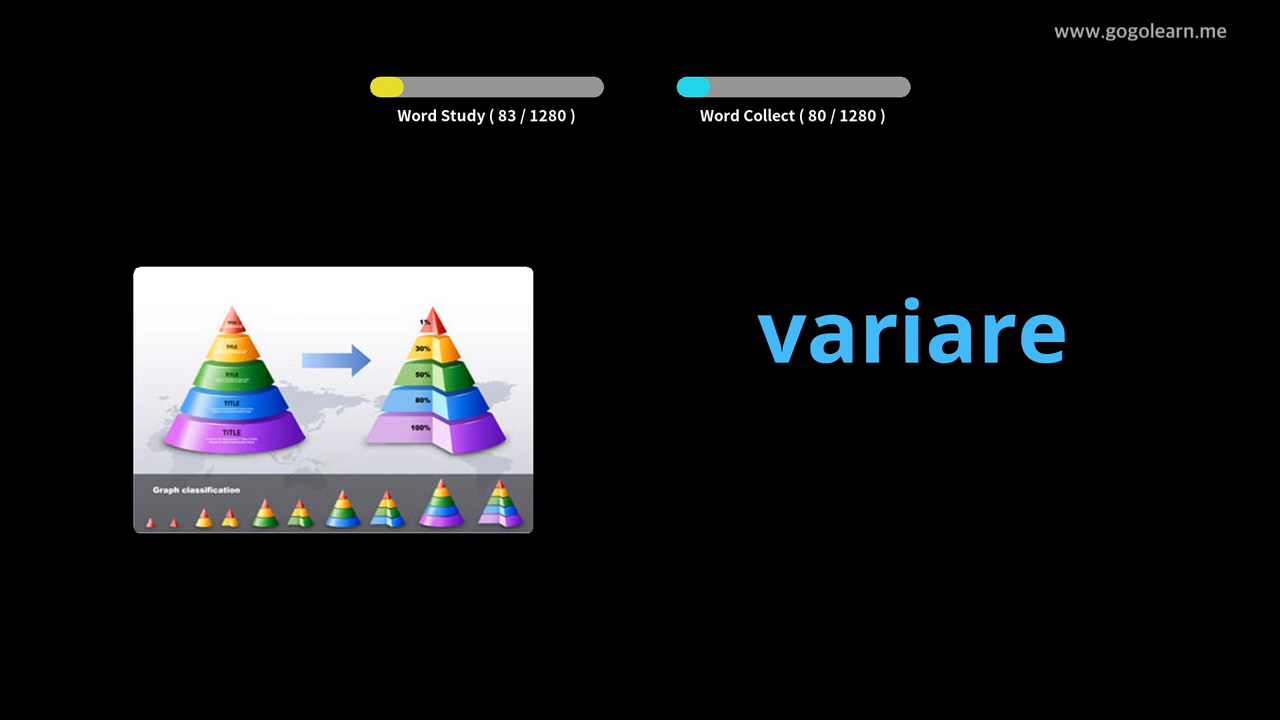 www.gogolearn.me
Word Study ( 83 / 1280 )
Word Collect ( 80 / 1280 )
variare
1%
30%
TITLE
50%
TITLE
80%
TITLE
100%
TITLE
Graph classification